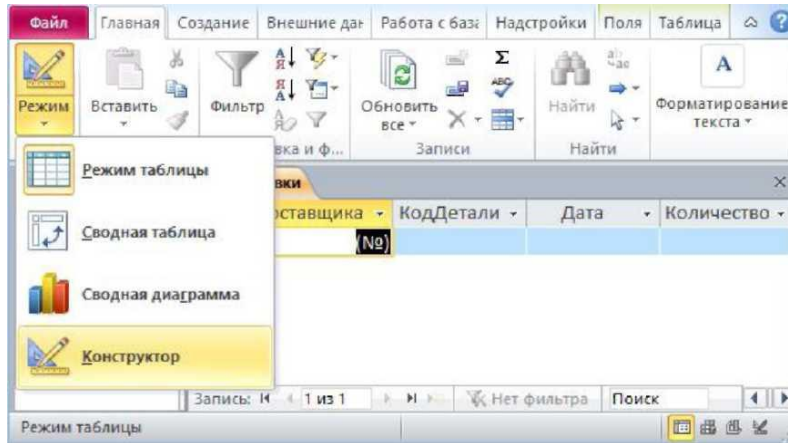 Файл Главная Создание Внешние дан Работа с база Надстройки Поля Таблица
Режим Вставить Фильтр Обновить все Найти Форматирование текста
вка и ф... Записи Найти
Режим таблицы
Сводная таблица
Сводная диаграмма
Конструктор
вки
оставщика КодДетали Дата Количество
(№)
Запись: 1 из 1 Нет фильтра Поиск
Режим таблицы